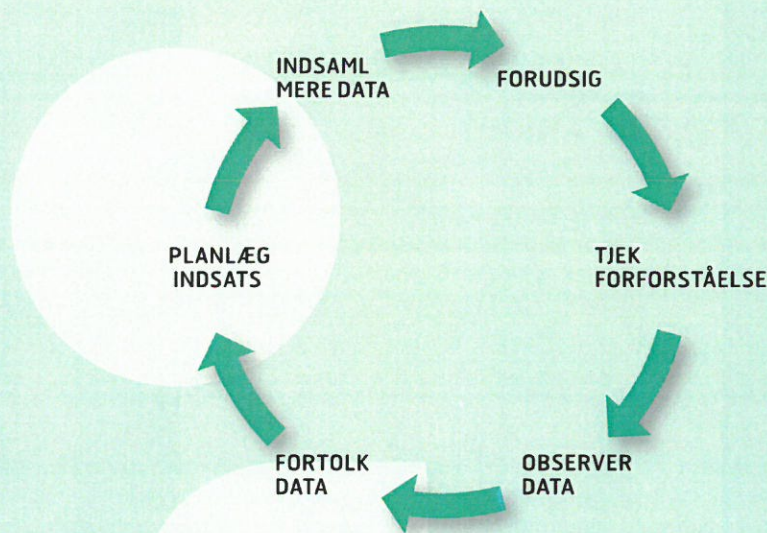 INDSAML
MERE DATA
FORUDSIG
TJEK
FORFORSTÅELSE
OBSERVER
DATA
FORTOLK
DATA
PLANLÆG
INDSATS